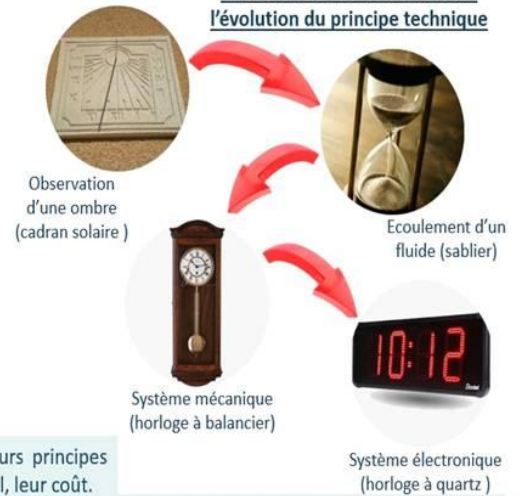 l'évolution du principe technique
Observation
d'une ombre
(cadran solaire )
Ecoulement d'un
fluide (sablier)
Système mécanique
(horloge à balancier)
10:12
Système électronique
(horloge à quartz )
urs principes
l, leur coût.